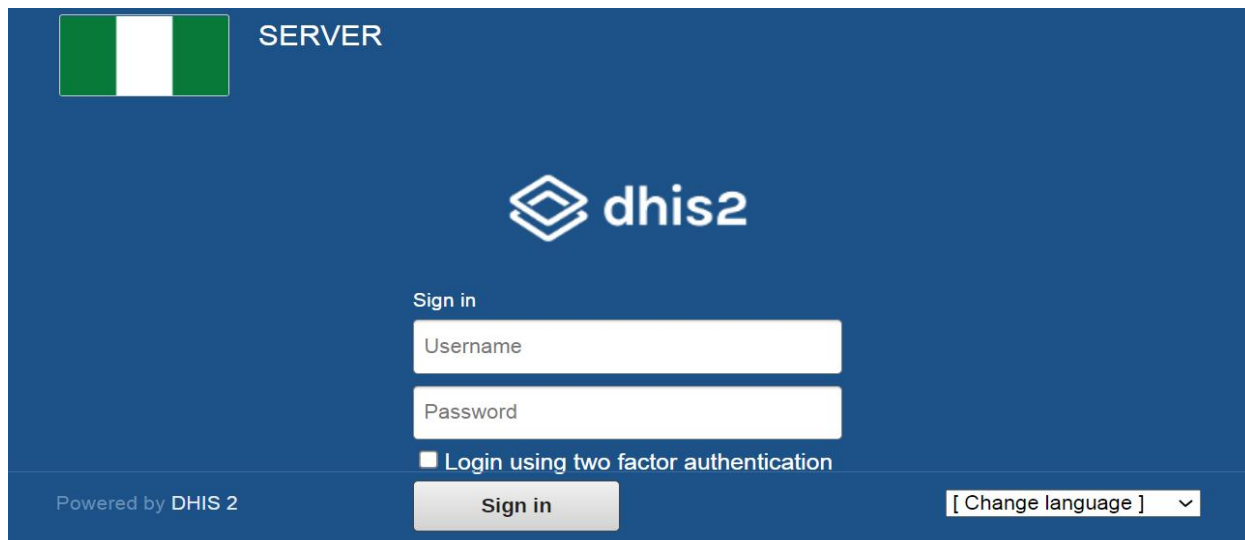 SERVER
dhis2
Sign in
Username
Password
Login using two factor authentication
Powered by DHIS 2
Sign in
[ Change language ]